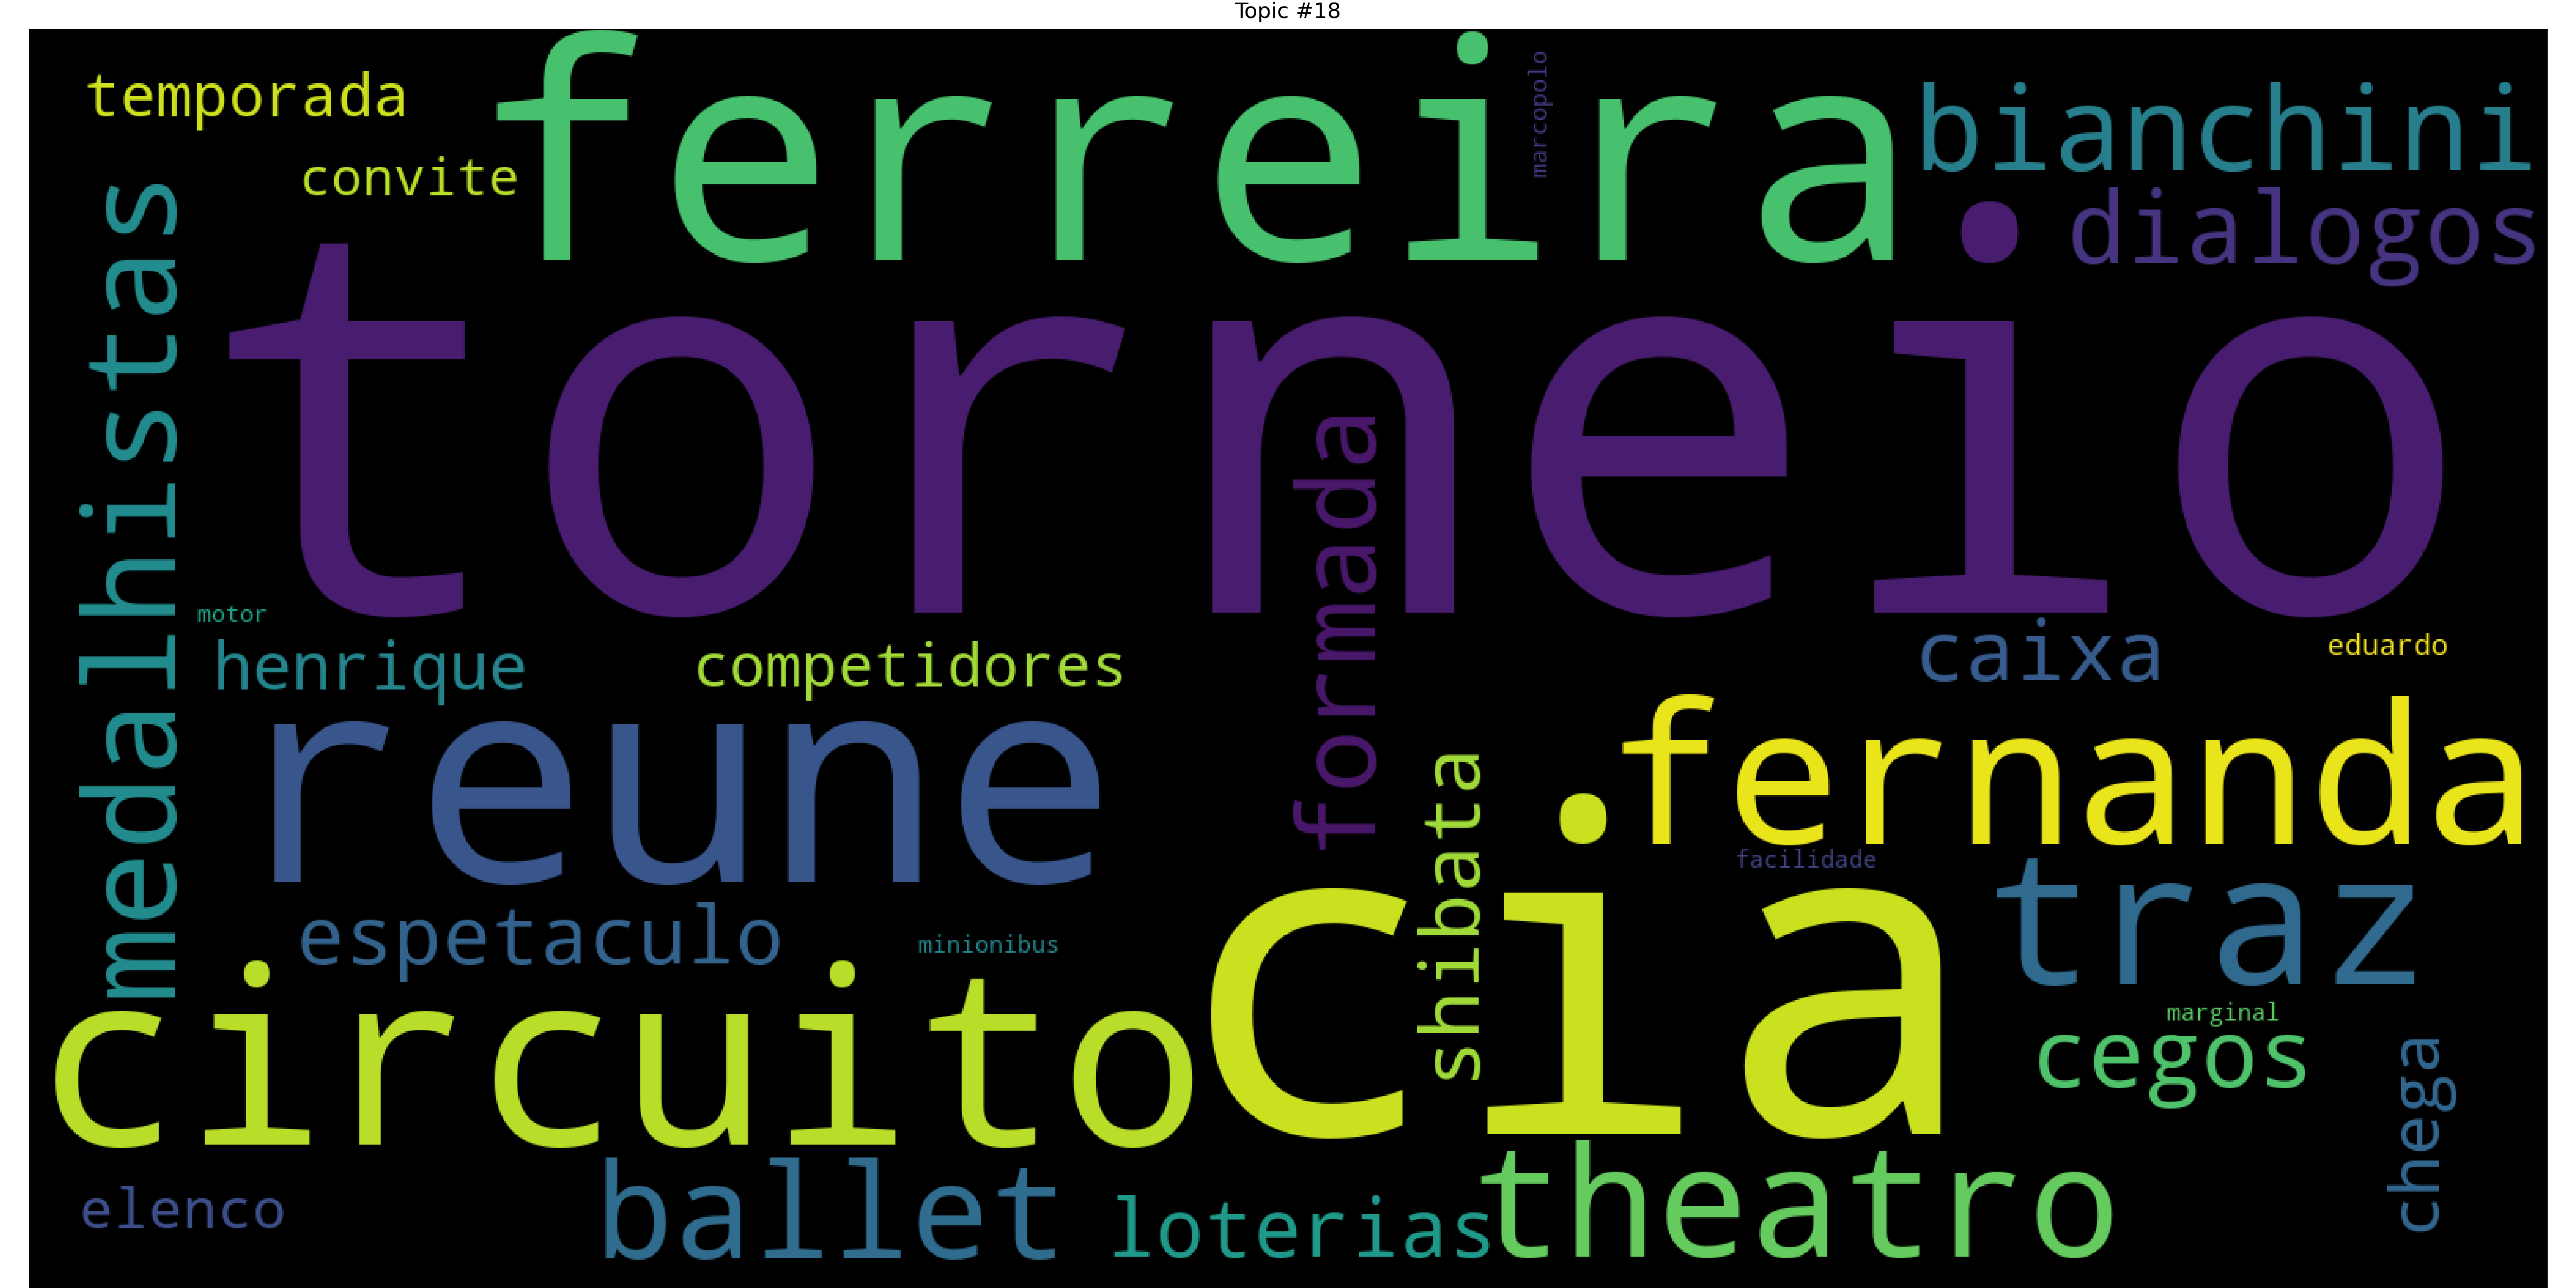 Topic #18
temporada
ferreira
marcopolo
bianchini
convite
dialogos
medalhistas
torneio
formada
motor
henrique
competidores
caixa
eduardo
reune
fernanda
shibata
facilidade
cia
traz
espetaculo
minionibus
circuito
marginal
cegos
chega
elenco
ballet
loterias
theatro